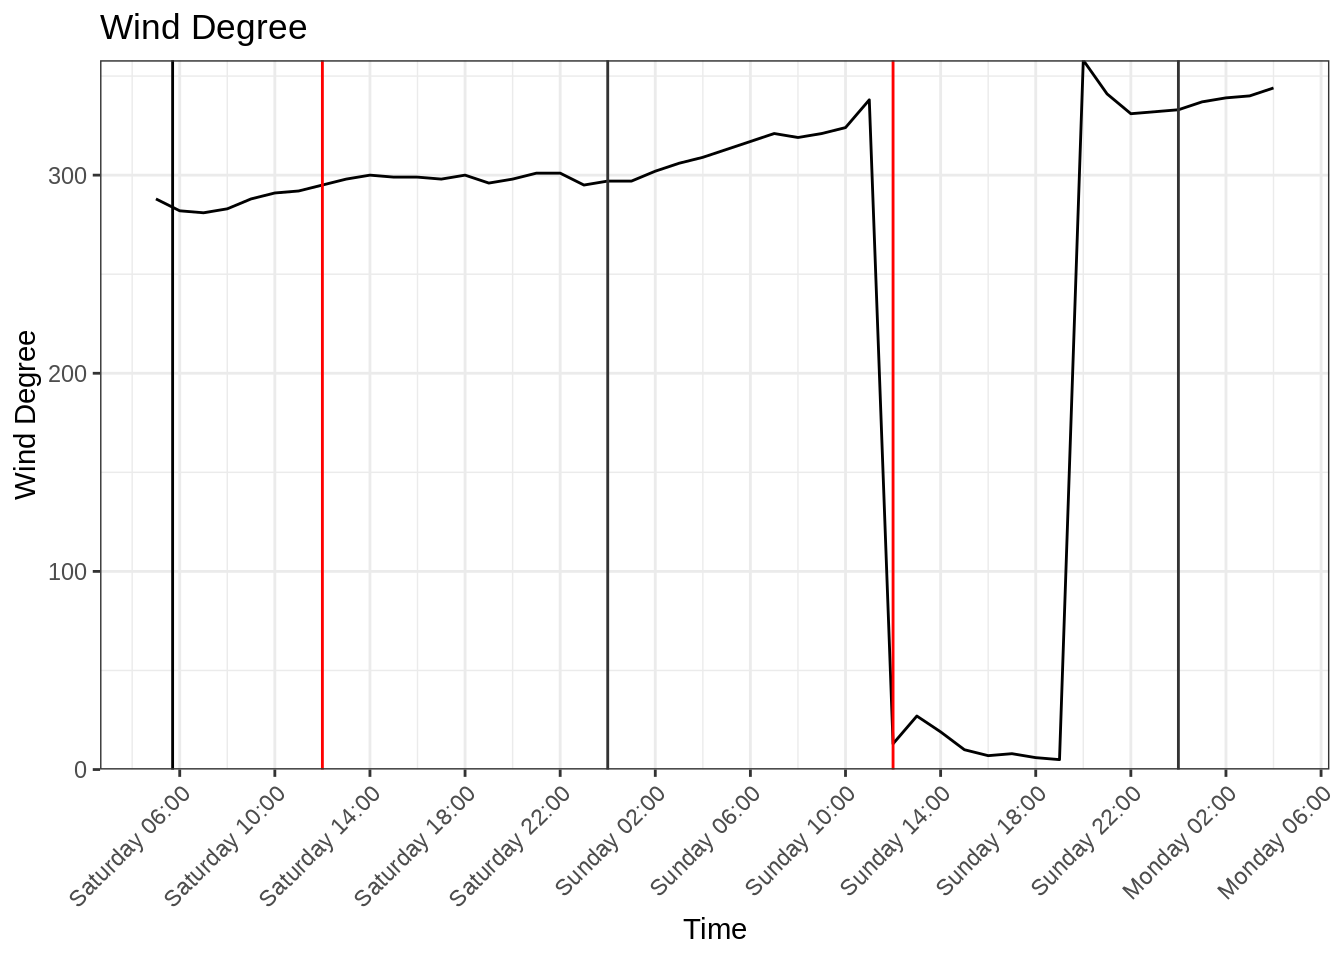 Wind Degree
Wind Degree
300
200
100
0
Saturday 06:00
Saturday 10:00
Saturday 14:00
Saturday 18:00
Saturday 22:00
Sunday 02:00
Sunday 06:00
Sunday 10:00
Sunday 14:00
Sunday 18:00
Sunday 22:00
Monday 02:00
Monday 06:00
Time